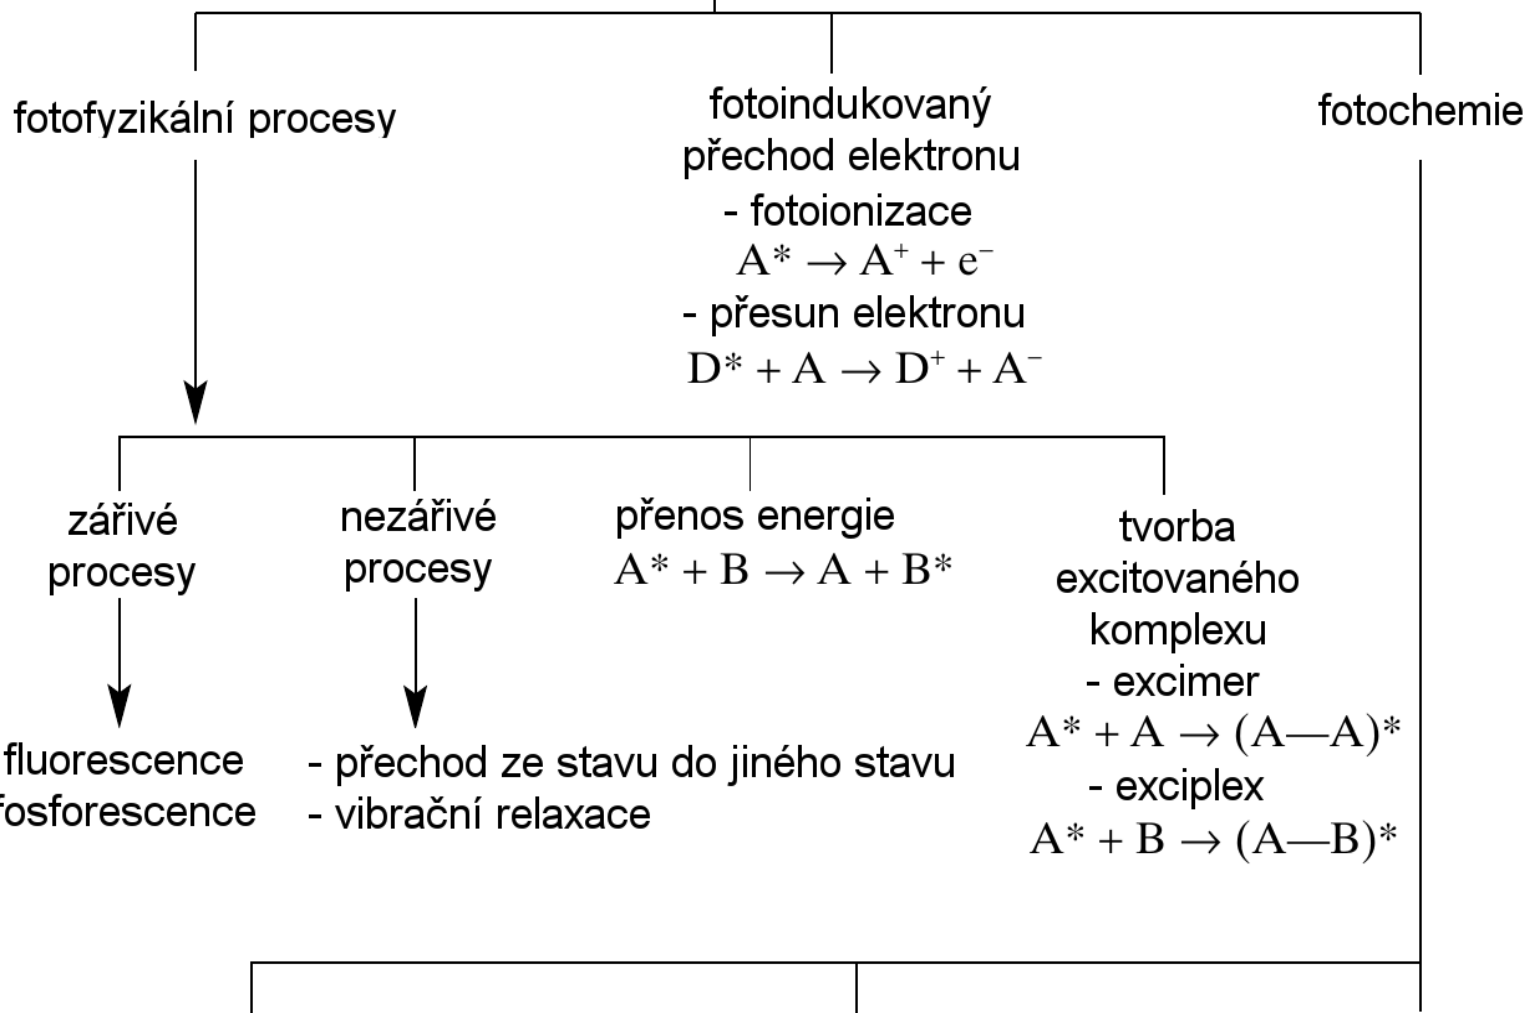 fotofyzikální procesy
fotoindukovaný
přechod elektronu
- fotoionizace
A* → A⁺ + e⁻
- přesun elektronu
D* + A → D⁺ + A⁻
fotochemie
zářivé
procesy
fluorescence
fosforescence
nezářivé
procesy
- přechod ze stavu do jiného stavu
- vibrační relaxace
přenos energie
A* + B → A + B*
tvorba
excitovaného
komplexu
- excimer
A* + A → (A—A)*
- exciplex
A* + B → (A—B)*